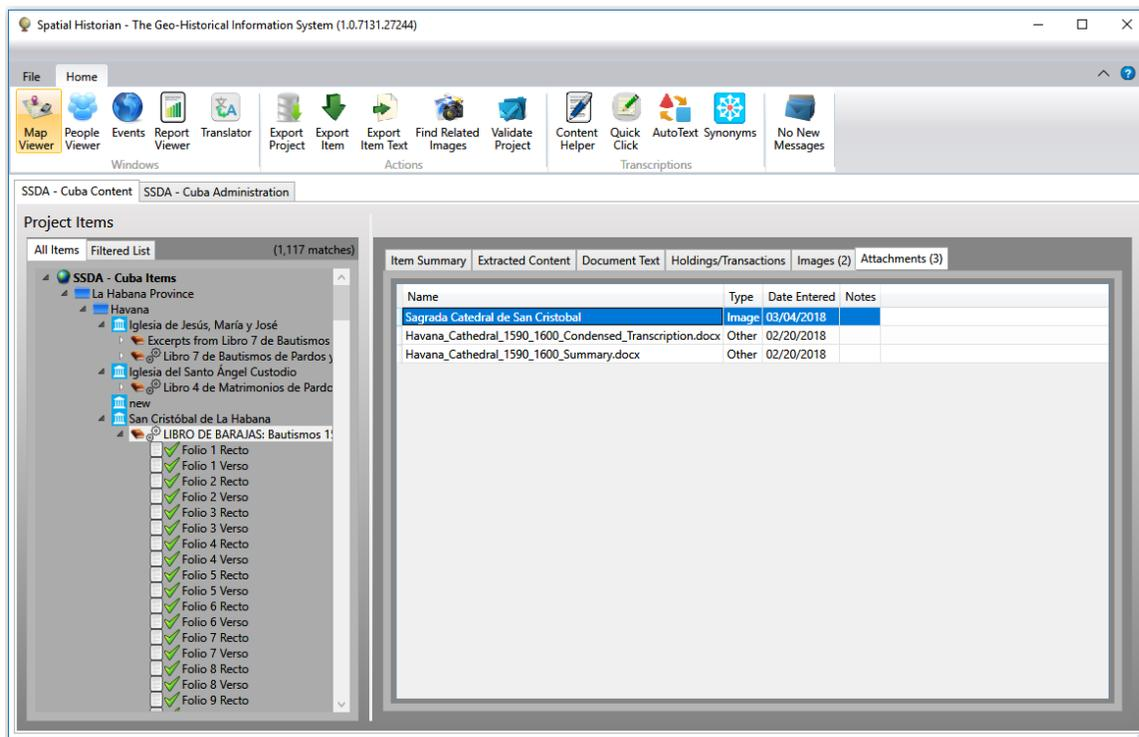 Spatial Historian - The Geo-Historical Information System (1.0.7131.27244)
File Home
Map Viewer People Viewer Events Report Viewer Translator Export Project Export Item Export Item Text Find Related Images Validate Project Content Helper Quick Click AutoText Synonyms No New Messages
Windows Actions Transcriptions
SSDA - Cuba Content SSDA - Cuba Administration
Project Items
All Items Filtered List (1,117 matches)
SSDA - Cuba Items
La Habana Province
Havana
Iglesia de Jesús, María y José
Excerpts from Libro 7 de Bautismos
Libro 7 de Bautismos de Pardos y
Iglesia del Santo Ángel Custodio
Libro 4 de Matrimonios de Pardo
new
San Cristóbal de La Habana
LIBRO DE BARAJAS: Bautismos 1
Folio 1 Recto
Folio 1 Verso
Folio 2 Recto
Folio 2 Verso
Folio 3 Recto
Folio 3 Verso
Folio 4 Recto
Folio 4 Verso
Folio 5 Recto
Folio 5 Verso
Folio 6 Recto
Folio 6 Verso
Folio 7 Recto
Folio 7 Verso
Folio 8 Recto
Folio 8 Verso
Folio 9 Recto
Item Summary Extracted Content Document Text Holdings/Transactions Images (2) Attachments (3)
Name Type Date Entered Notes
Sagrada Catedral de San Cristobal Image 03/04/2018
Havana_Cathedral_1590_1600_Condensed_Transcription.docx Other 02/20/2018
Havana_Cathedral_1590_1600_Summary.docx Other 02/20/2018